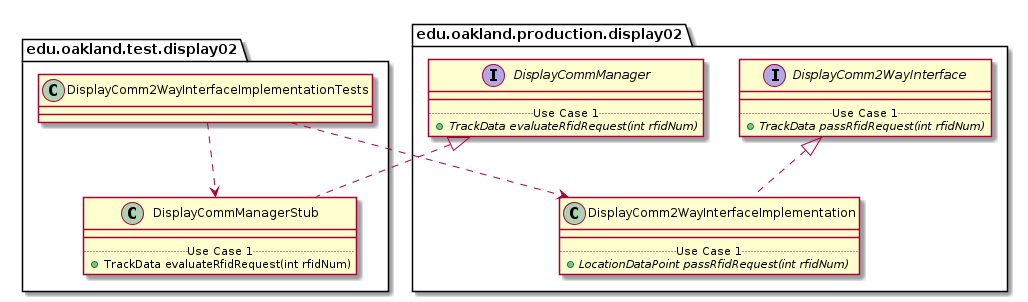 edu.oakland.test.display02
C DisplayComm2WayInterfaceImplementationTests
C DisplayCommManagerStub
Use Case 1
TrackData evaluateRfidRequest(int rfidNum)
edu.oakland.production.display02
I DisplayCommManager
Use Case 1
TrackData evaluateRfidRequest(int rfidNum)
I DisplayComm2WayInterface
Use Case 1
TrackData passRfidRequest(int rfidNum)
C DisplayComm2WayInterfaceImplementation
Use Case 1
LocationDataPoint passRfidRequest(int rfidNum)